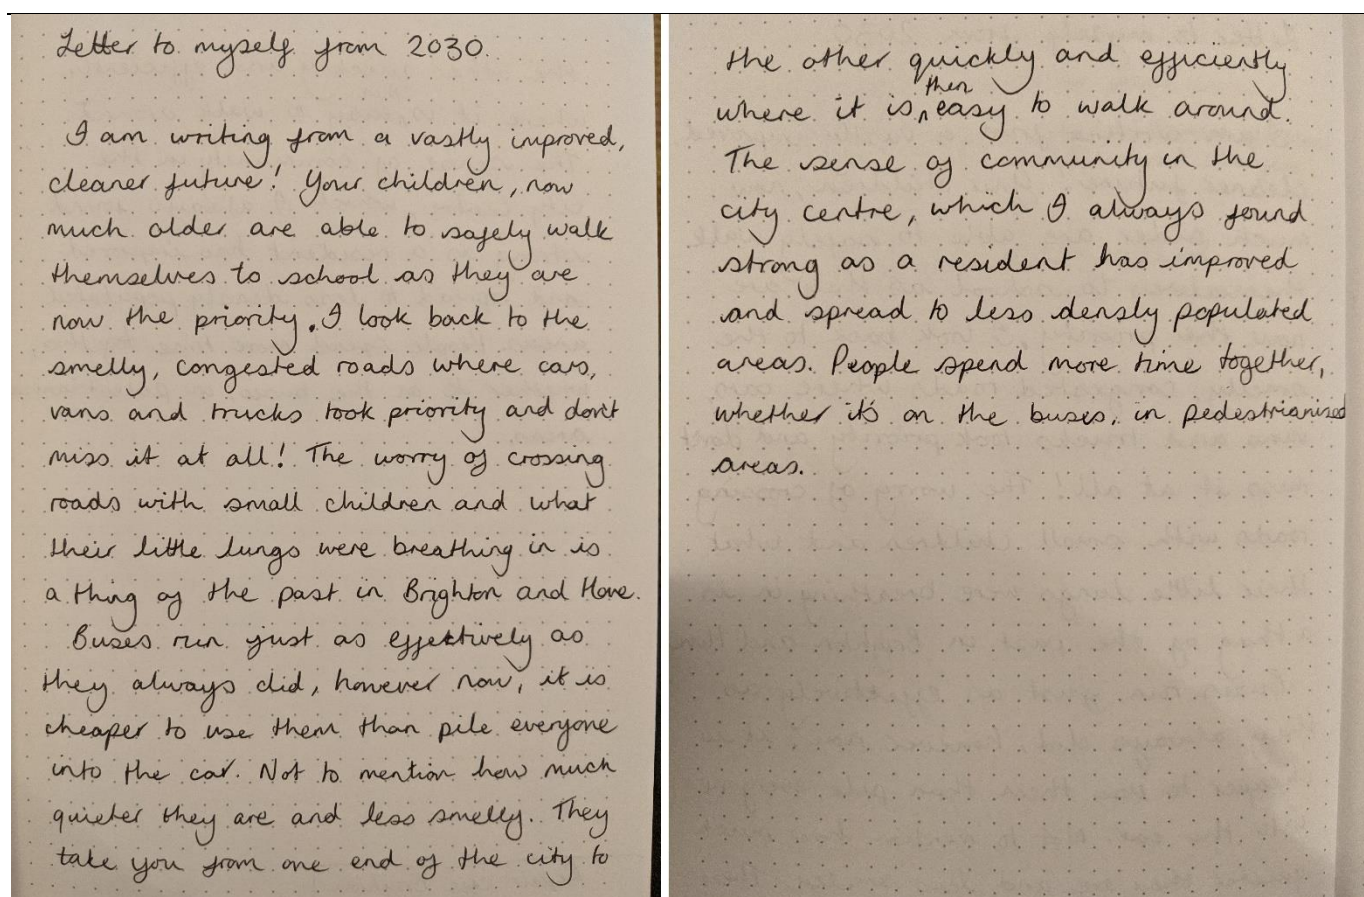 Letter to myself from 2030.
I am writing from a vastly improved,
cleaner future! Your children, now
much older are able to safely walk
themselves to school as they are
now the priority. I look back to the
smelly, congested roads where cars,
vans and trucks took priority and don't
miss it at all! The worry of crossing
roads with small children and what
their little lungs were breathing in is
a thing of the past in Brighton and Hove.
Buses run just as effectively as
they always did, however now, it is
cheaper to use them than pile everyone
into the car. Not to mention how much
quieter they are and less smelly. They
take you from one end of the city to
the other quickly and efficiently
where it is then easy to walk around.
The sense of community in the
city centre, which I always found
strong as a resident has improved
and spread to less densly populated
areas. People spend more time together,
whether it's on the buses, in pedestrianised
areas.